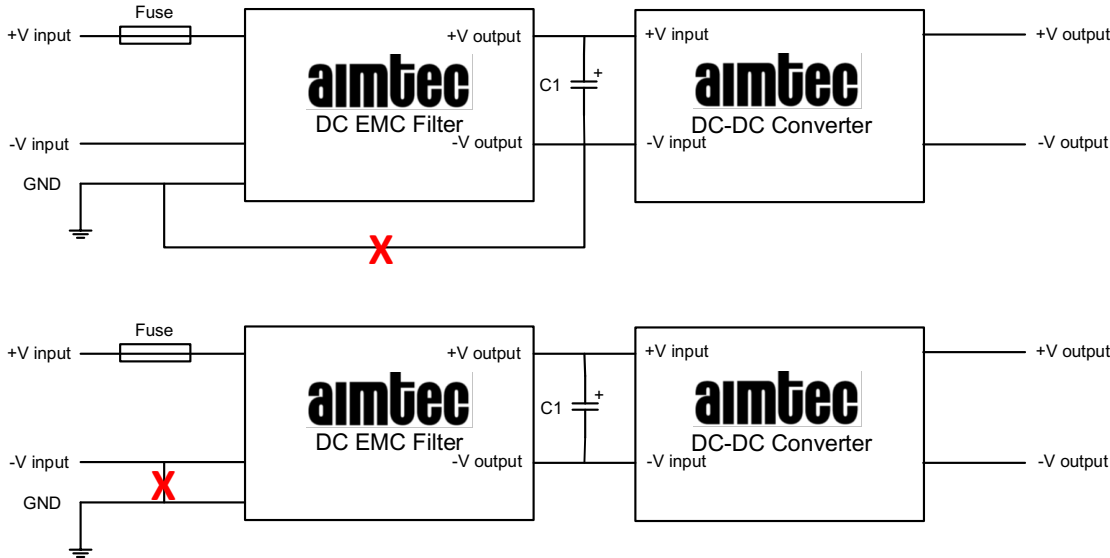 Fuse
+V input
+V output
+V input
+V output
C1
+
aimtec
DC EMC Filter
aimtec
DC-DC Converter
-V input
-V output
-V input
-V output
GND
X
Fuse
+V input
+V output
+V input
+V output
C1
+
aimtec
DC EMC Filter
aimtec
DC-DC Converter
-V input
-V output
-V input
-V output
X
GND